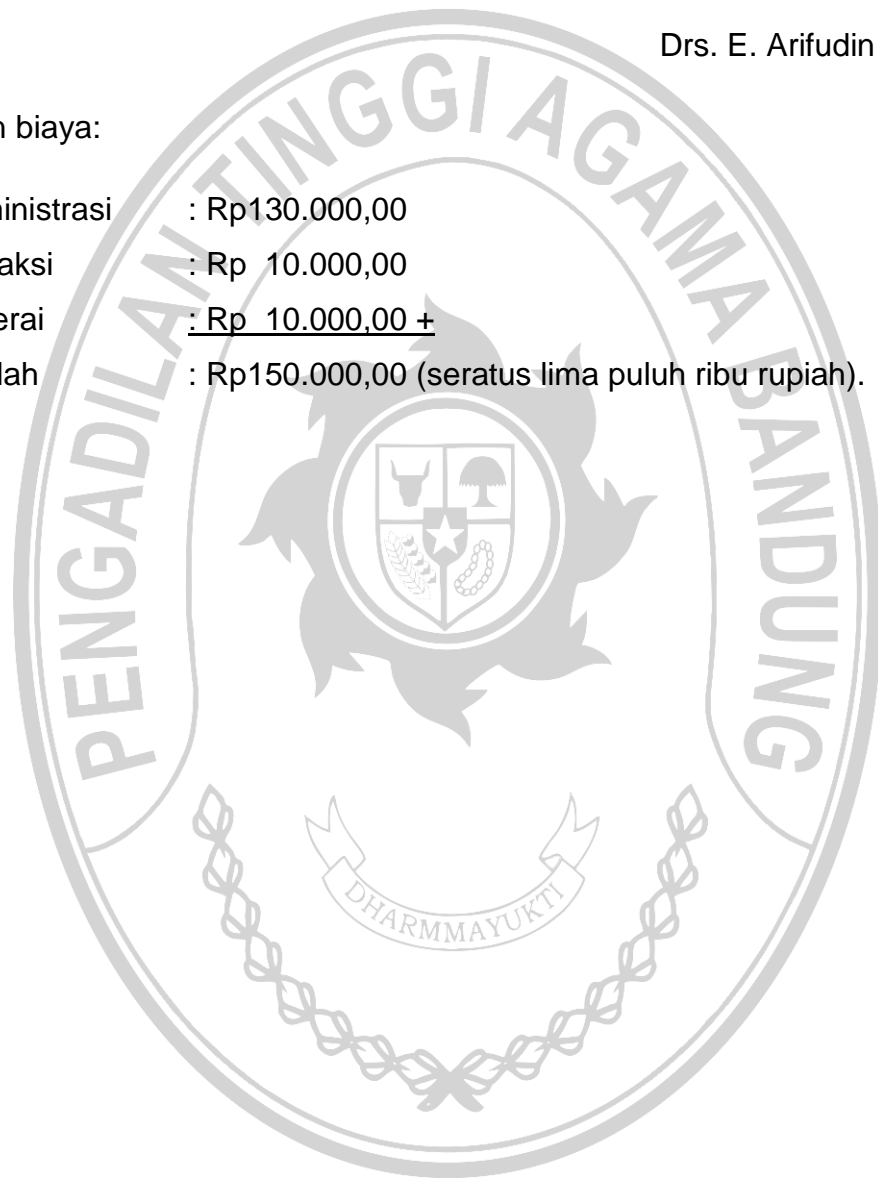 Drs. E. Arifudin
n biaya:
inistrasi : Rp130.000,00
aksi : Rp 10.000,00
erai : Rp 10.000,00 +
lah : Rp150.000,00 (seratus lima puluh ribu rupiah).
PENGADILAN TINGGI AGAMA BANDUNG
DHARMMAYUKTI